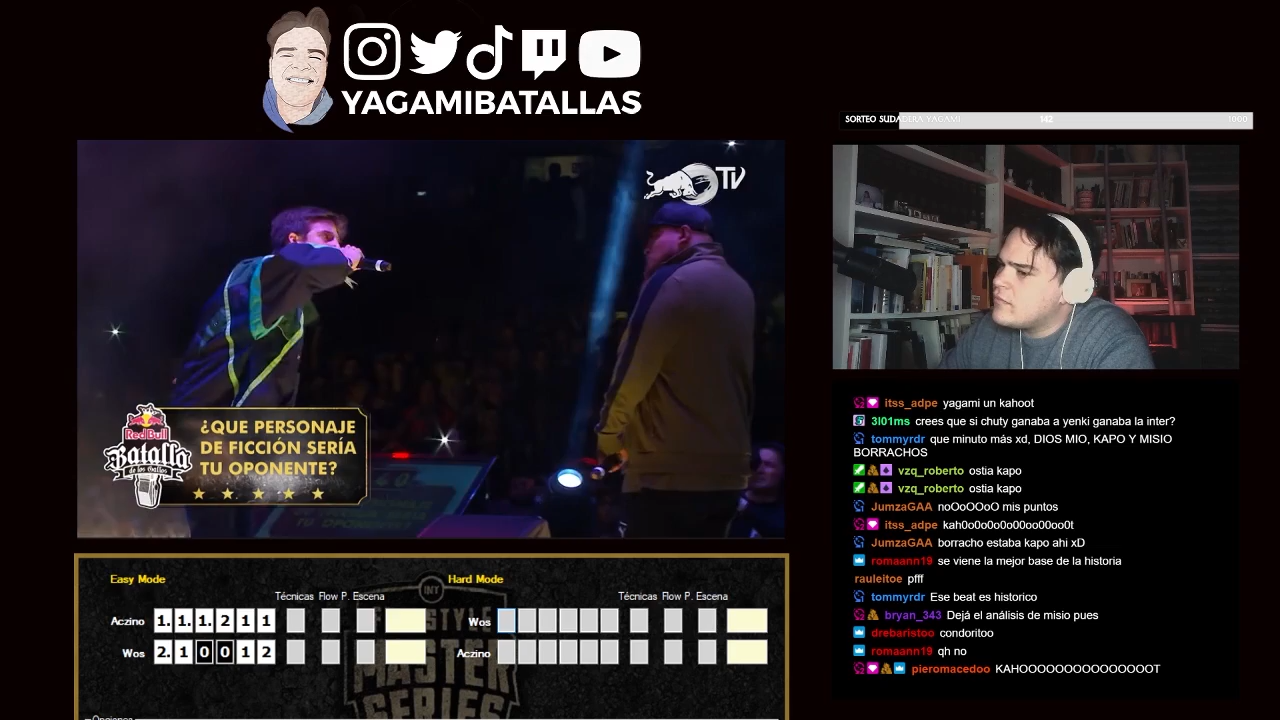 YAGAMIBATALLAS
SORTEO SUDADERA YAGAMI 142 1000
TV
Red Bull
Batalla
de los Gallos
¿QUE PERSONAJE
DE FICCIÓN SERÍA
TU OPONENTE?
Easy Mode
Hard Mode
Técnicas Flow P. Escena
Técnicas Flow P. Escena
Aczino 1. 1. 1. 2 1 1
Wos
Wos 2. 1 0 0 1 2
Aczino
FREESTYLE
MASTER
SERIES
Opciones
itss_adpe yagami un kahoot
3l01ms crees que si chuty ganaba a yenki ganaba la inter?
tommyrdr que minuto más xd, DIOS MIO, KAPO Y MISIO
BORRACHOS
vzq_roberto ostia kapo
vzq_roberto ostia kapo
JumzaGAA noOoOOoO mis puntos
itss_adpe kah0o0o0o0o00oo00oo0t
JumzaGAA borracho estaba kapo ahi xD
romaann19 se viene la mejor base de la historia
rauleitoe pfff
tommyrdr Ese beat es historico
bryan_343 Dejá el análisis de misio pues
drebaristoo condoritoo
romaann19 qh no
pieromacedoo KAHOOOOOOOOOOOOOOOT